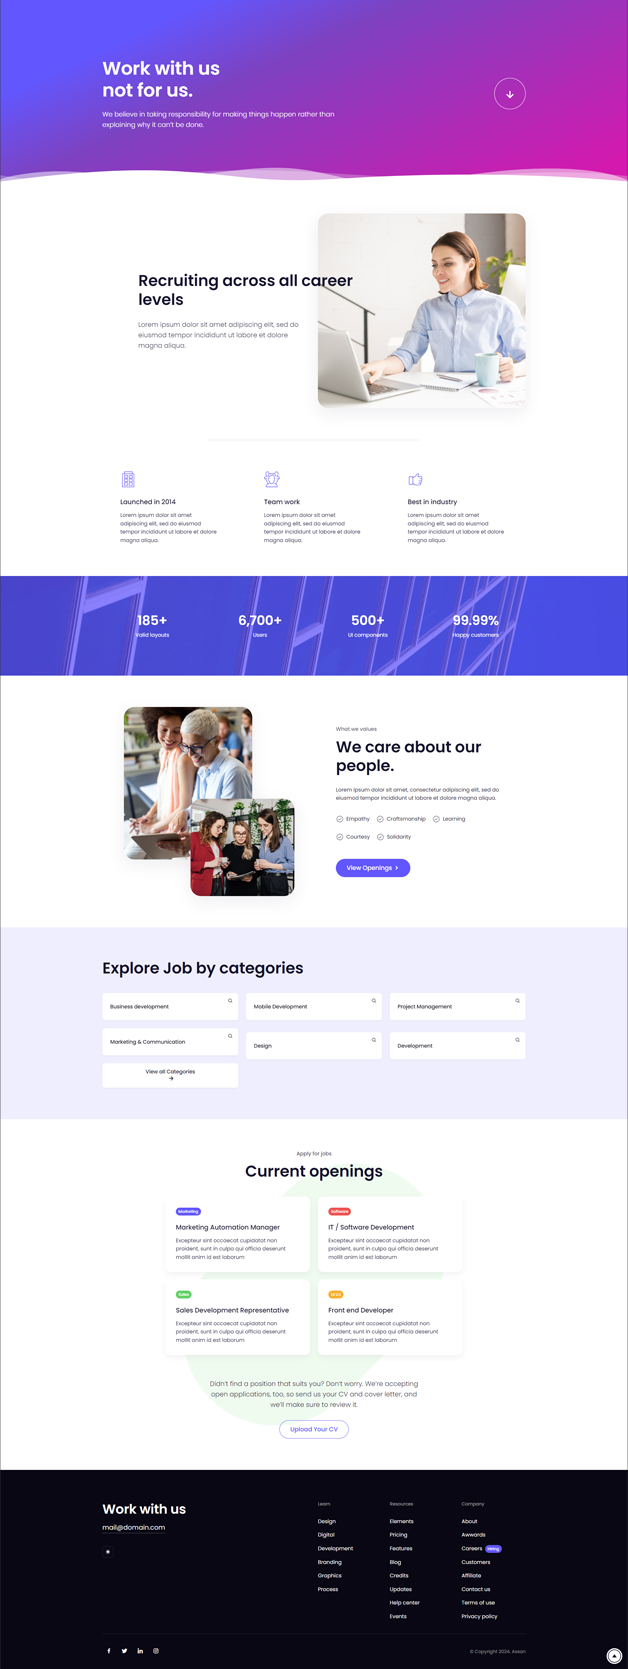 Work with us
not for us.
We believe in taking responsibility for making things happen rather than
explaining why it can't be done.
Recruiting across all career
levels
Lorem ipsum dolor sit amet adipiscing elit, sed do
eiusmod tempor incididunt ut labore et dolore
magna aliqua.
Launched in 2014
Lorem ipsum dolor sit amet
adipiscing elit, sed do eiusmod
tempor incididunt ut labore et dolore
magna aliqua.
Team work
Lorem ipsum dolor sit amet
adipiscing elit, sed do eiusmod
tempor incididunt ut labore et dolore
magna aliqua.
Best in industry
Lorem ipsum dolor sit amet
adipiscing elit, sed do eiusmod
tempor incididunt ut labore et dolore
magna aliqua.
185+
Valid layouts
6,700+
Users
500+
UI components
99.99%
Happy customers
What we values
We care about our
people.
Lorem ipsum dolor sit amet, consectetur adipiscing elit, sed do
eiusmod tempor incididunt ut labore et dolore magna aliqua.
Empathy Craftsmanship Learning
Courtesy Solidarity
View Openings
Explore Job by categories
Business development
Mobile Development
Project Management
Marketing & Communication
Design
Development
View all Categories
Apply for jobs
Current openings
Marketing
Marketing Automation Manager
Excepteur sint occaecat cupidatat non
proident, sunt in culpa qui officia deserunt
mollit anim id est laborum
Software
IT / Software Development
Excepteur sint occaecat cupidatat non
proident, sunt in culpa qui officia deserunt
mollit anim id est laborum
Sales
Sales Development Representative
Excepteur sint occaecat cupidatat non
proident, sunt in culpa qui officia deserunt
mollit anim id est laborum
Front end Developer
Excepteur sint occaecat cupidatat non
proident, sunt in culpa qui officia deserunt
mollit anim id est laborum
Didn't find a position that suits you? Don't worry. We're accepting
open applications, too, so send us your CV and cover letter, and
we'll make sure to review it.
Upload Your CV
Work with us
mail@domain.com
Learn
Design
Digital
Development
Branding
Graphics
Process
Resources
Elements
Pricing
Features
Blog
Credits
Updates
Help center
Events
Company
About
Awwards
Careers Hiring
Customers
Affiliate
Contact us
Terms of use
Privacy policy
© Copyright 2024. Assan